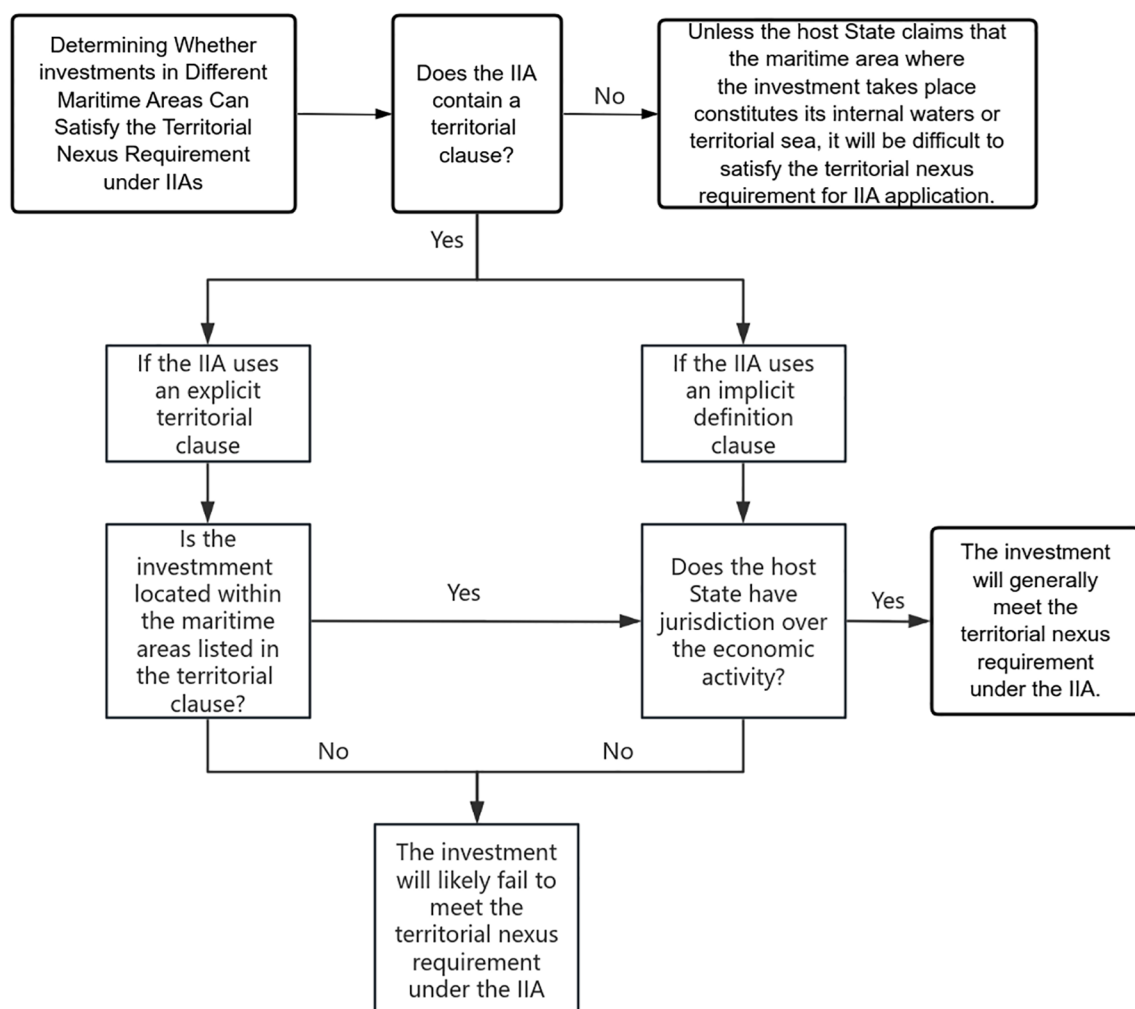 Determining Whether
investments in Different
Maritime Areas Can
Satisfy the Territorial
Nexus Requirement
under IIAs
Does the IIA
contain a
territorial
clause?
No
Unless the host State claims that
the maritime area where
the investment takes place
constitutes its internal waters or
territorial sea, it will be difficult to
satisfy the territorial nexus
requirement for IIA application.
Yes
If the IIA uses
an explicit
territorial
clause
If the IIA uses
an implicit
definition
clause
Is the
investmment
located within
the maritime
areas listed in
the territorial
clause?
Yes
Does the host
State have
jurisdiction over
the economic
activity?
Yes
The investment
will generally
meet the
territorial nexus
requirement
under the IIA.
No
No
The investment
will likely fail to
meet the
territorial nexus
requirement
under the IIA